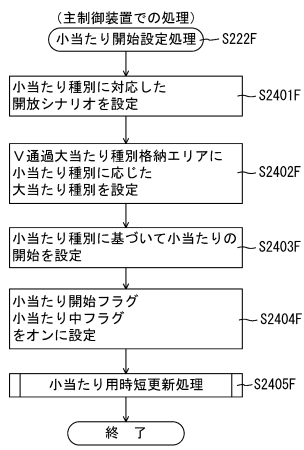 （主制御装置での処理）
小当たり開始設定処理
S222F
小当たり種別に対応した
開放シナリオを設定
S2401F
Ｖ通過大当たり種別格納エリアに
小当たり種別に応じた
大当たり種別を設定
S2402F
小当たり種別に基づいて小当たりの
開始を設定
S2403F
小当たり開始フラグ
小当たり中フラグ
をオンに設定
S2404F
小当たり用時短更新処理
S2405F
終　了